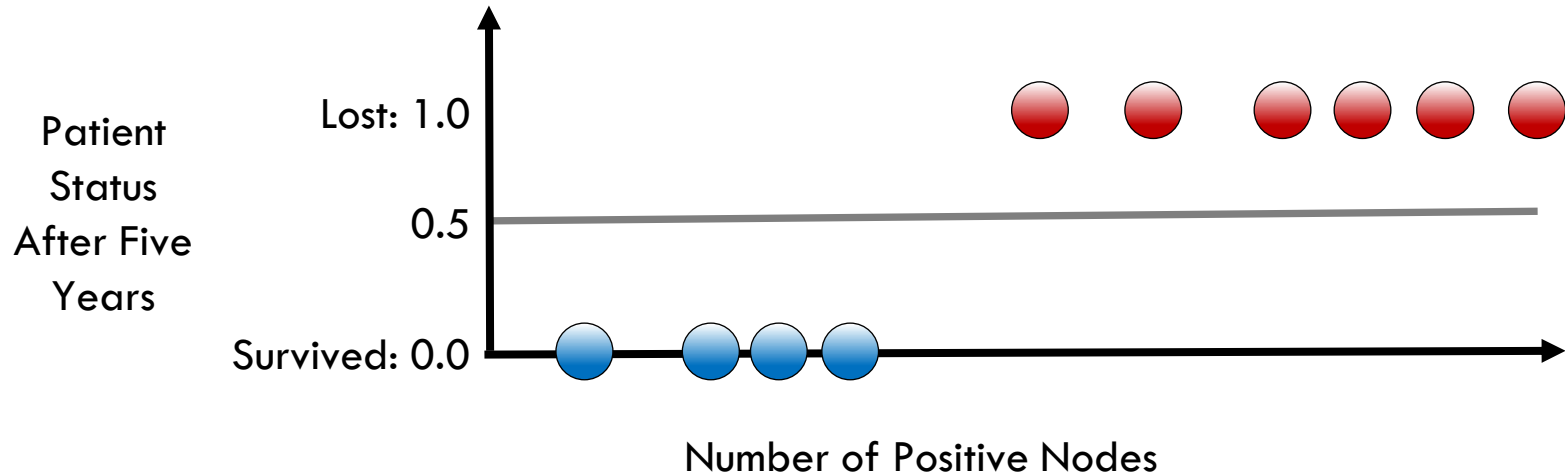 Patient
Status
After Five
Years
Lost: 1.0
0.5
Survived: 0.0
Number of Positive Nodes